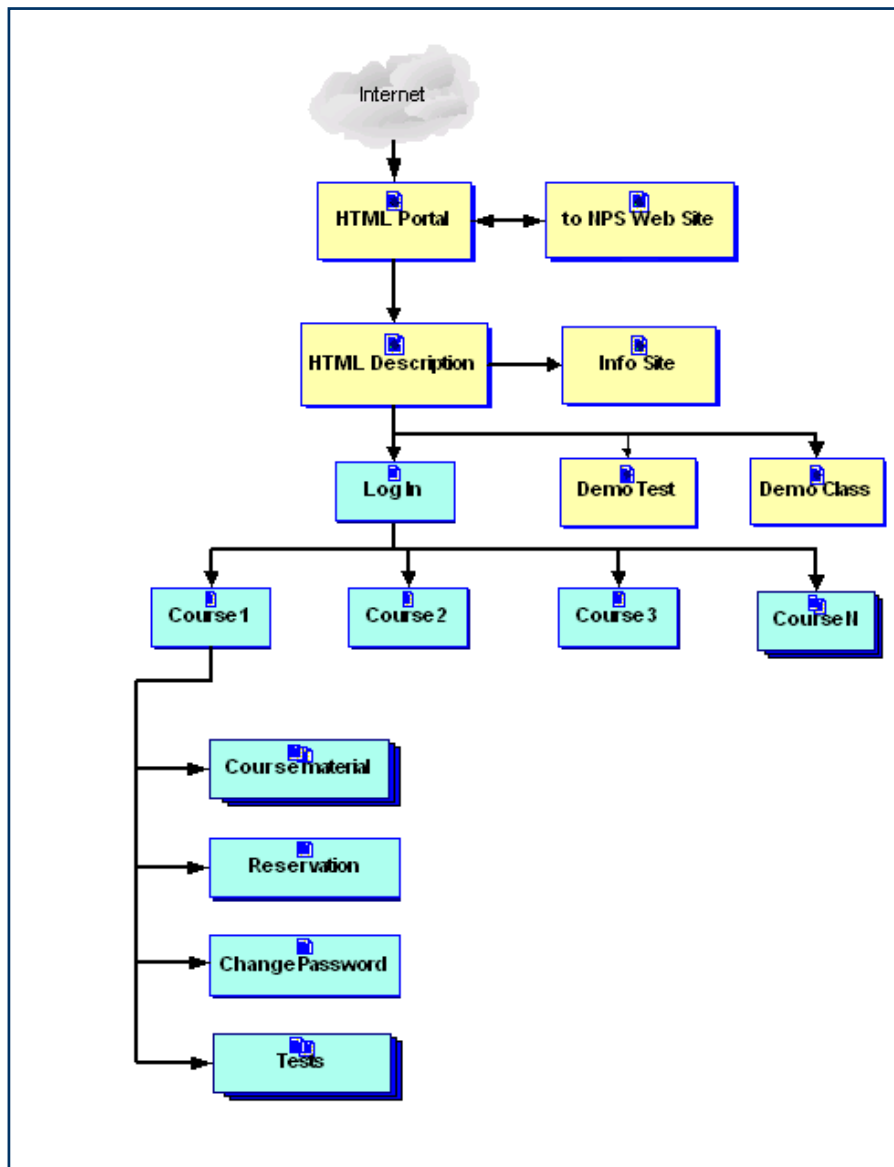 Internet
HTML Portal
to NPS Web Site
HTML Description
Info Site
Log In
Demo Test
Demo Class
Course 1
Course 2
Course 3
Course N
Course material
Reservation
Change Password
Tests